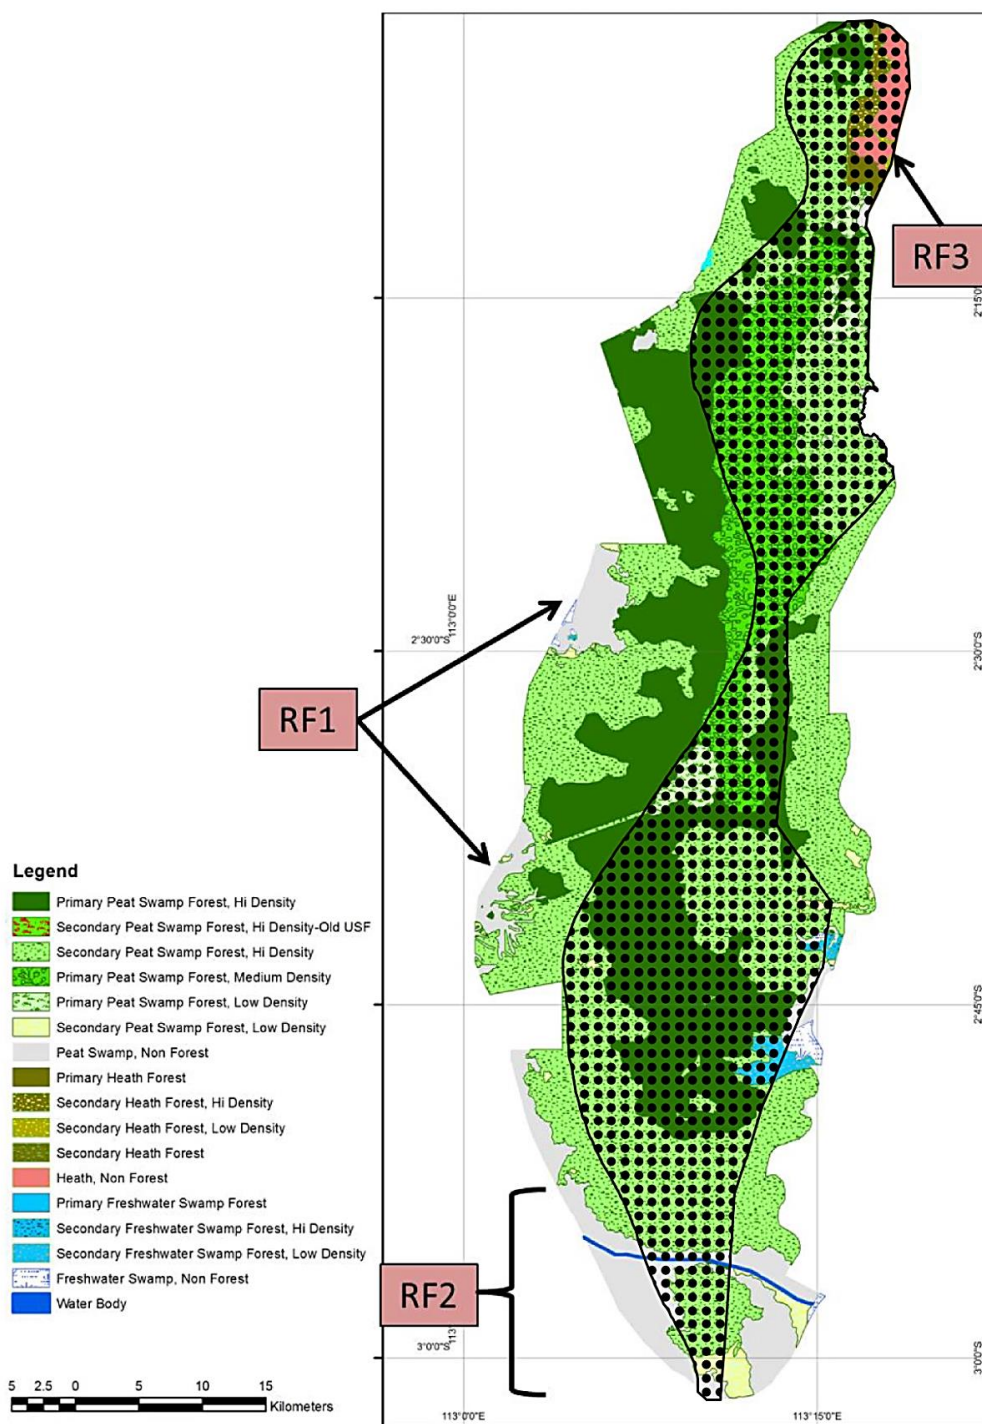 RF3
2°15'0"S
113°0'0"E
2°30'0"S
2°30'0"S
RF1
Legend
Primary Peat Swamp Forest, Hi Density
Secondary Peat Swamp Forest, Hi Density-Old USF
Secondary Peat Swamp Forest, Hi Density
Primary Peat Swamp Forest, Medium Density
Primary Peat Swamp Forest, Low Density
Secondary Peat Swamp Forest, Low Density
Peat Swamp, Non Forest
Primary Heath Forest
Secondary Heath Forest, Hi Density
Secondary Heath Forest, Low Density
Secondary Heath Forest
Heath, Non Forest
Primary Freshwater Swamp Forest
Secondary Freshwater Swamp Forest, Hi Density
Secondary Freshwater Swamp Forest, Low Density
Freshwater Swamp, Non Forest
Water Body
2°45'0"S
RF2
3°0'0"S
3°0'0"S
5 2.5 0 5 10 15
Kilometers
113°0'0"E
113°15'0"E